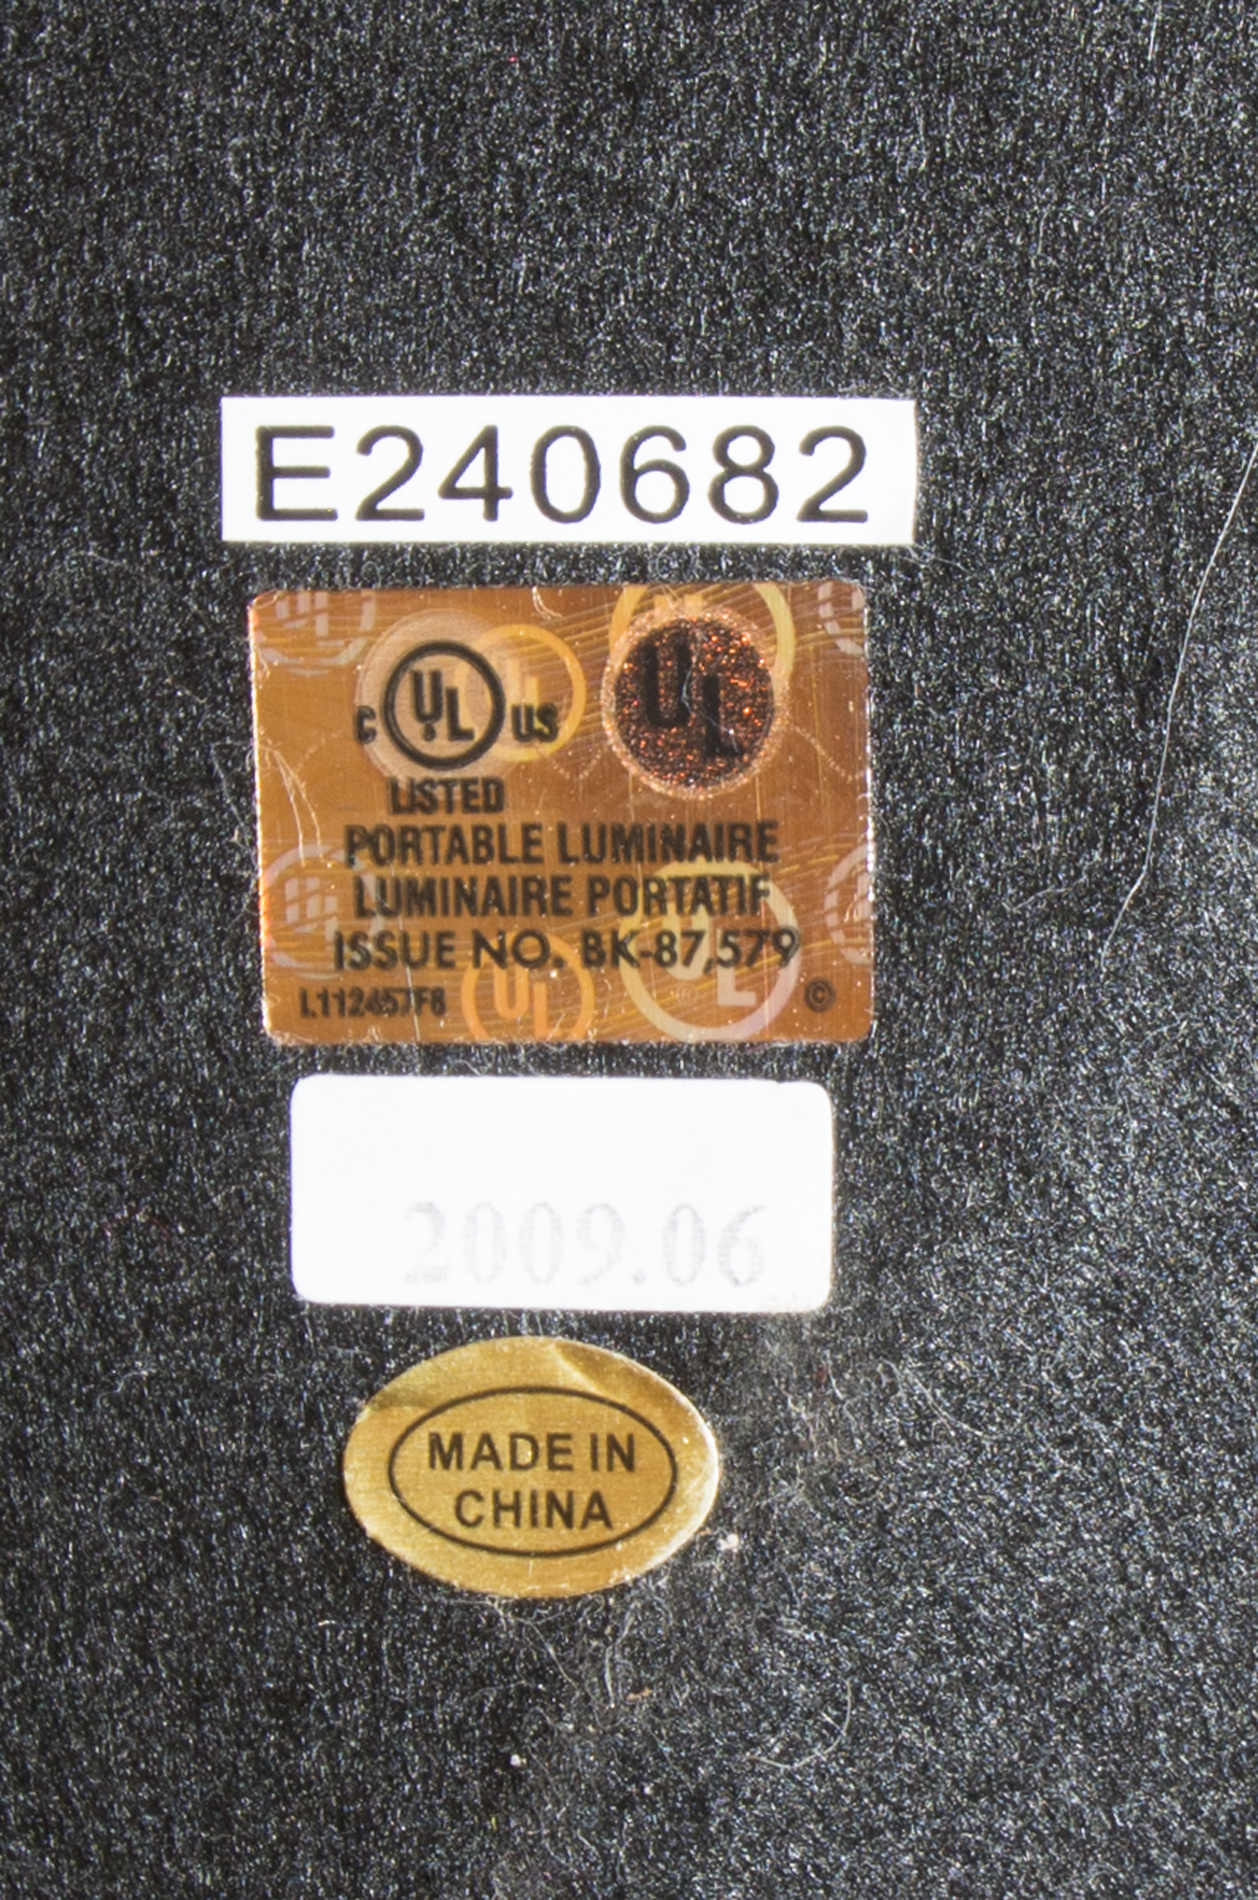 E240682
UL
C UL US
LISTED
PORTABLE LUMINAIRE
LUMINAIRE PORTATIF
ISSUE NO. BK-87,579
L112457F8 ©
2009.06
MADE IN
CHINA